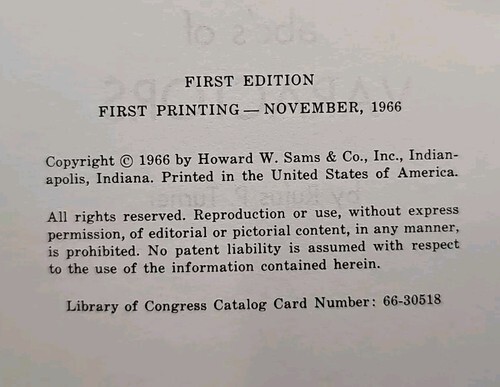 FIRST EDITION
FIRST PRINTING — NOVEMBER, 1966
Copyright © 1966 by Howard W. Sams & Co., Inc., Indian-
apolis, Indiana. Printed in the United States of America.
All rights reserved. Reproduction or use, without express
permission, of editorial or pictorial content, in any manner,
is prohibited. No patent liability is assumed with respect
to the use of the information contained herein.
Library of Congress Catalog Card Number: 66-30518